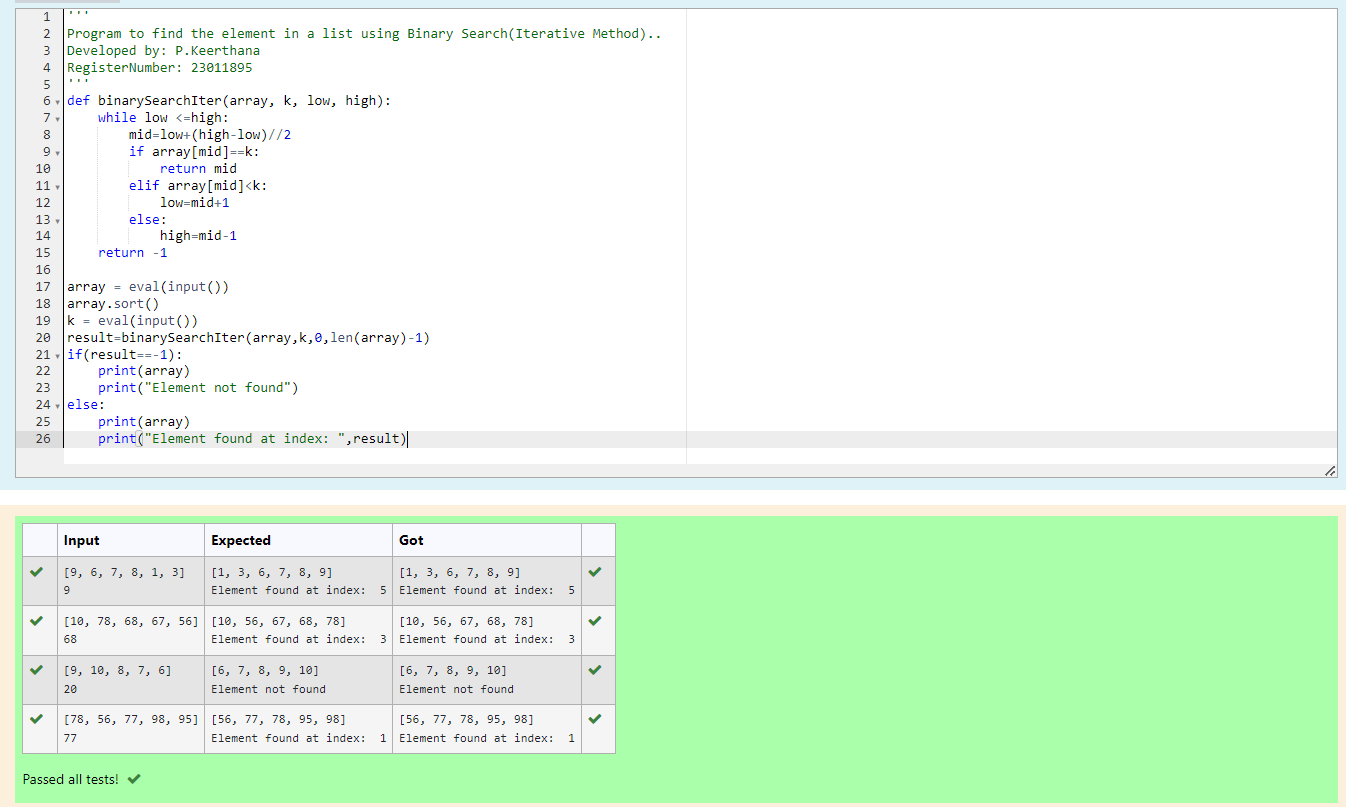 1 '''
2 Program to find the element in a list using Binary Search(Iterative Method)..
3 Developed by: P.Keerthana
4 RegisterNumber: 23011895
5 '''
6 def binarySearchIter(array, k, low, high):
7     while low <=high:
8         mid=low+(high-low)//2
9         if array[mid]==k:
10             return mid
11         elif array[mid]<k:
12             low=mid+1
13         else:
14             high=mid-1
15     return -1
16
17 array = eval(input())
18 array.sort()
19 k = eval(input())
20 result=binarySearchIter(array,k,0,len(array)-1)
21 if(result==-1):
22     print(array)
23     print("Element not found")
24 else:
25     print(array)
26     print("Element found at index: ",result)
Input Expected Got
[9, 6, 7, 8, 1, 3] [1, 3, 6, 7, 8, 9] [1, 3, 6, 7, 8, 9]
9 Element found at index:  5 Element found at index:  5
[10, 78, 68, 67, 56] [10, 56, 67, 68, 78] [10, 56, 67, 68, 78]
68 Element found at index:  3 Element found at index:  3
[9, 10, 8, 7, 6] [6, 7, 8, 9, 10] [6, 7, 8, 9, 10]
20 Element not found Element not found
[78, 56, 77, 98, 95] [56, 77, 78, 95, 98] [56, 77, 78, 95, 98]
77 Element found at index:  1 Element found at index:  1
Passed all tests!